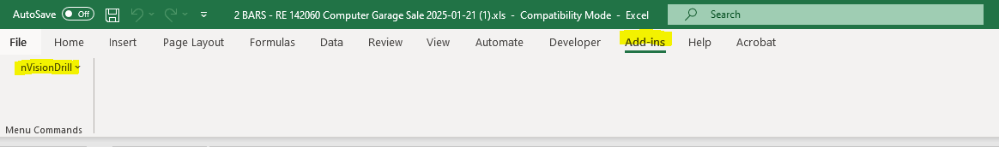 AutoSave Off 2 BARS - RE 142060 Computer Garage Sale 2025-01-21 (1).xls - Compatibility Mode - Excel Search
File Home Insert Page Layout Formulas Data Review View Automate Developer Add-ins Help Acrobat
nVisionDrill
Menu Commands